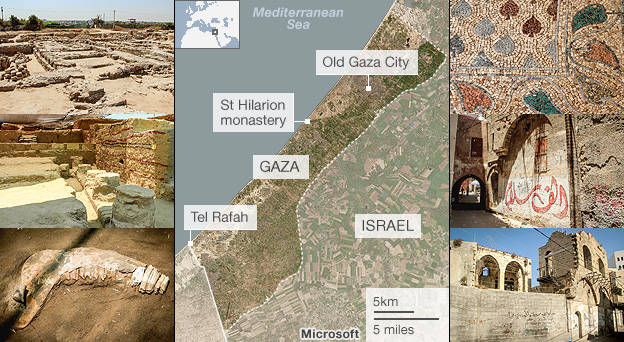 Mediterranean
Sea
Old Gaza City
St Hilarion
monastery
GAZA
Tel Rafah
ISRAEL
5km
5 miles
Microsoft